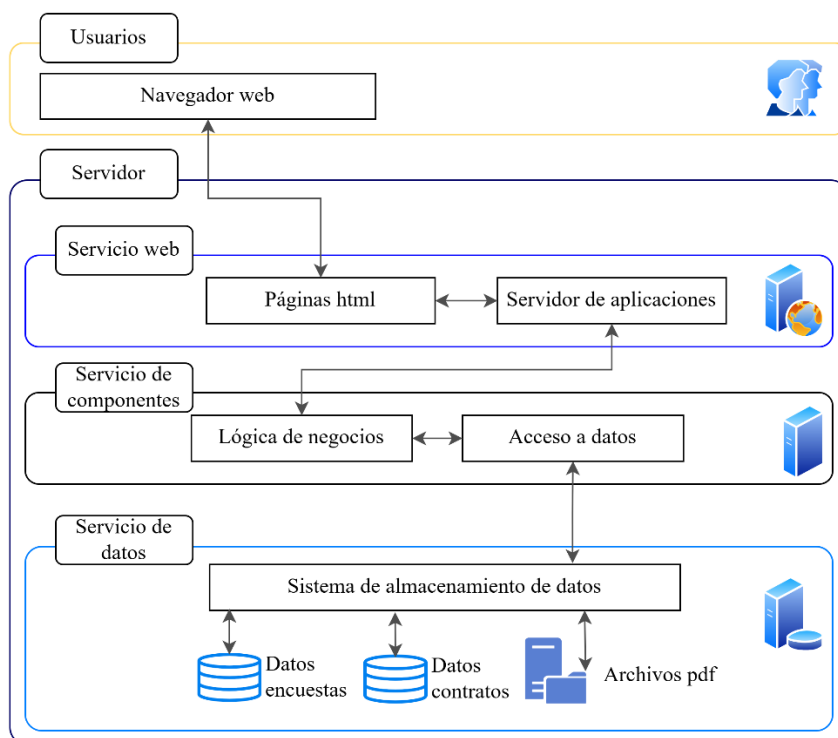 Usuarios
Navegador web
Servidor
Servicio web
Páginas html
Servidor de aplicaciones
Servicio de
componentes
Lógica de negocios
Acceso a datos
Servicio de
datos
Sistema de almacenamiento de datos
Datos
encuestas
Datos
contratos
Archivos pdf